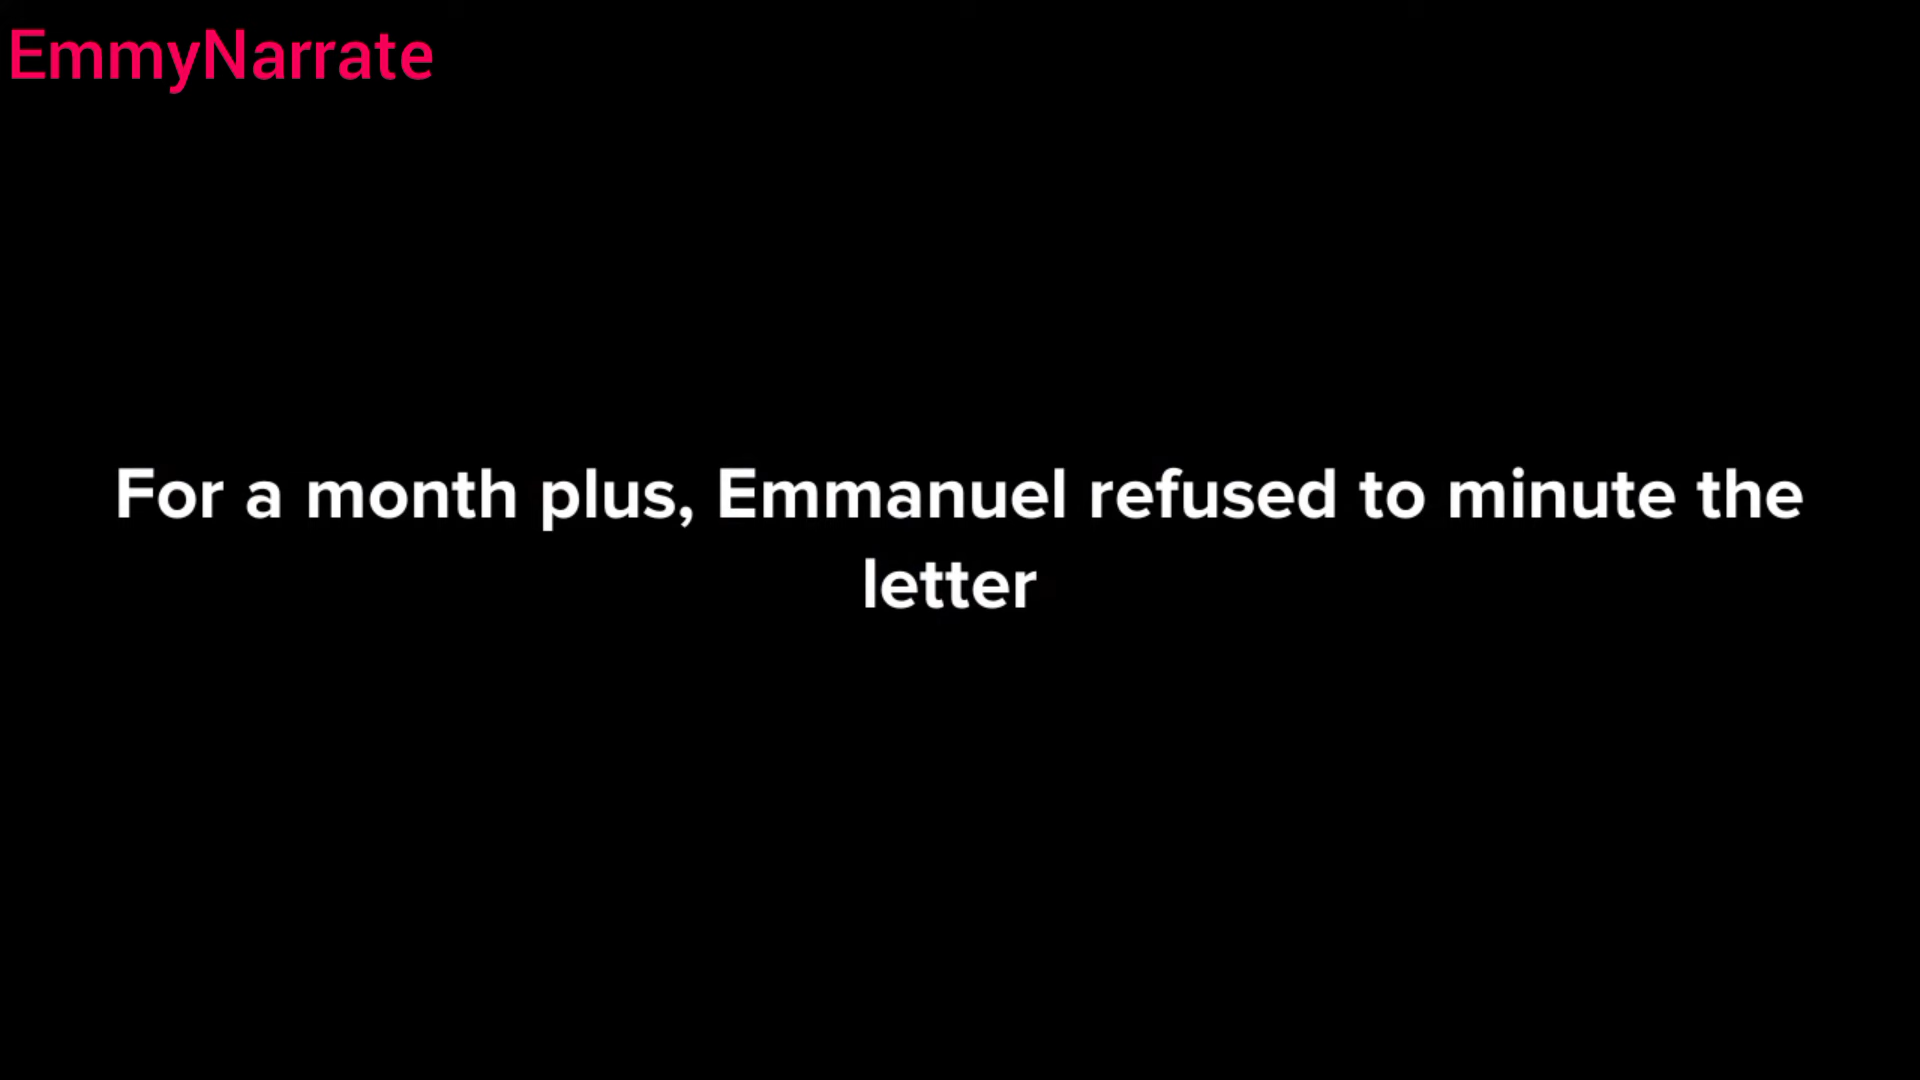 EmmyNarrate
For a month plus, Emmanuel refused to minute the
letter